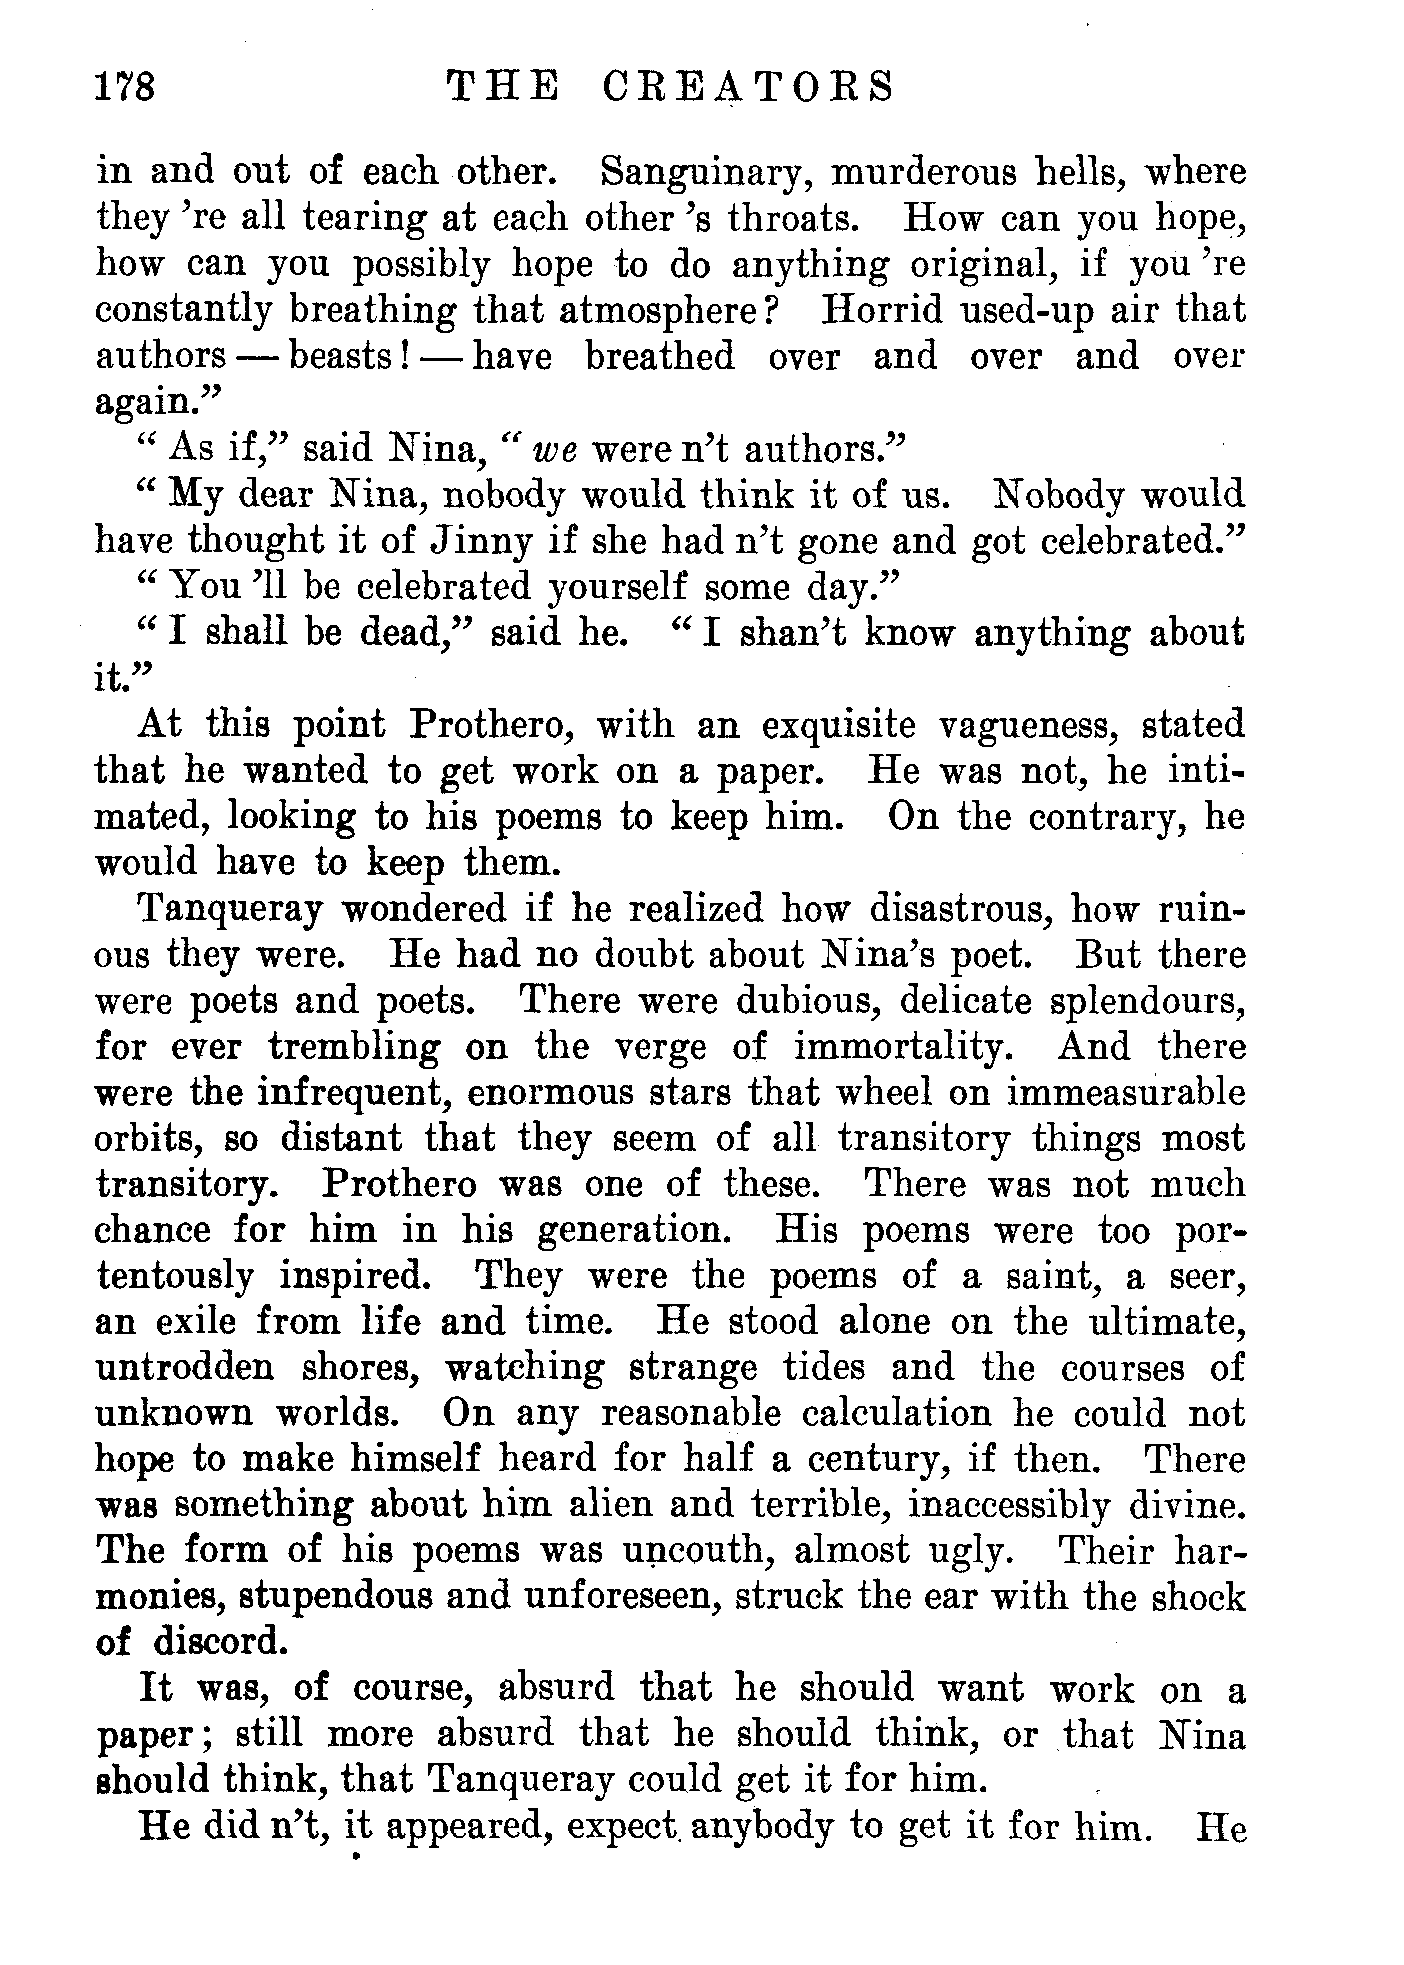 178 THE CREATORS
in and out of each other. Sanguinary, murderous hells, where
they 're all tearing at each other 's throats. How can you hope,
how can you possibly hope to do anything original, if you 're
constantly breathing that atmosphere? Horrid used-up air that
authors — beasts! — have breathed over and over and over
again.”
“ As if,” said Nina, “ we were n't authors.”
“ My dear Nina, nobody would think it of us. Nobody would
have thought it of Jinny if she had n't gone and got celebrated.”
“ You 'll be celebrated yourself some day.”
“ I shall be dead,” said he. “ I shan't know anything about
it.”
At this point Prothero, with an exquisite vagueness, stated
that he wanted to get work on a paper. He was not, he inti-
mated, looking to his poems to keep him. On the contrary, he
would have to keep them.
Tanqueray wondered if he realized how disastrous, how ruin-
ous they were. He had no doubt about Nina's poet. But there
were poets and poets. There were dubious, delicate splendours,
for ever trembling on the verge of immortality. And there
were the infrequent, enormous stars that wheel on immeasurable
orbits, so distant that they seem of all transitory things most
transitory. Prothero was one of these. There was not much
chance for him in his generation. His poems were too por-
tentously inspired. They were the poems of a saint, a seer,
an exile from life and time. He stood alone on the ultimate,
untrodden shores, watching strange tides and the courses of
unknown worlds. On any reasonable calculation he could not
hope to make himself heard for half a century, if then. There
was something about him alien and terrible, inaccessibly divine.
The form of his poems was uncouth, almost ugly. Their har-
monies, stupendous and unforeseen, struck the ear with the shock
of discord.
It was, of course, absurd that he should want work on a
paper; still more absurd that he should think, or that Nina
should think, that Tanqueray could get it for him.
He did n't, it appeared, expect anybody to get it for him. He